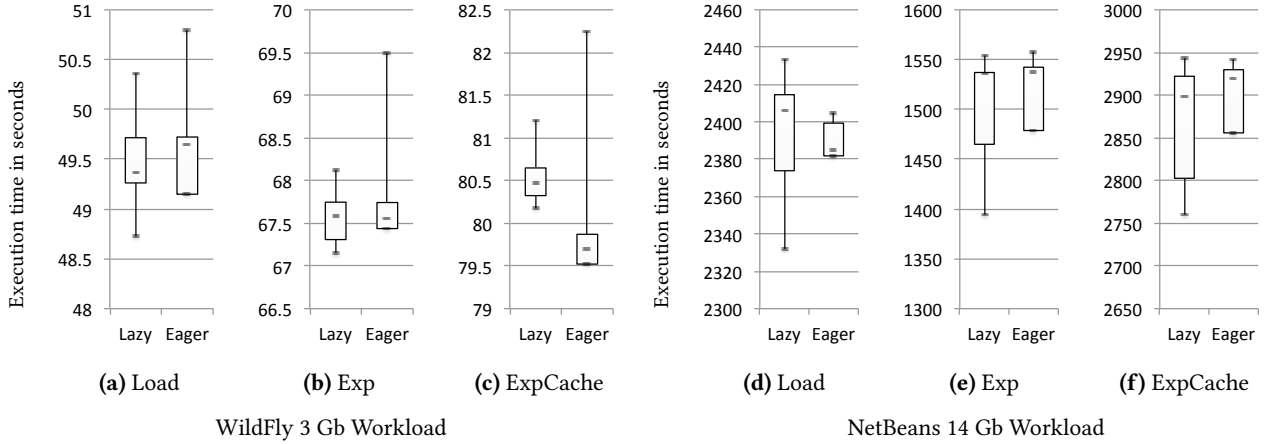 Execution time in seconds
51
50.5
50
49.5
49
48.5
48
Lazy Eager
(a) Load
70
69.5
69
68.5
68
67.5
67
66.5
Lazy Eager
(b) Exp
82.5
82
81.5
81
80.5
80
79.5
79
Lazy Eager
(c) ExpCache
WildFly 3 Gb Workload
Execution time in seconds
2460
2440
2420
2400
2380
2360
2340
2320
2300
Lazy Eager
(d) Load
1600
1550
1500
1450
1400
1350
1300
Lazy Eager
(e) Exp
3000
2950
2900
2850
2800
2750
2700
2650
Lazy Eager
(f) ExpCache
NetBeans 14 Gb Workload